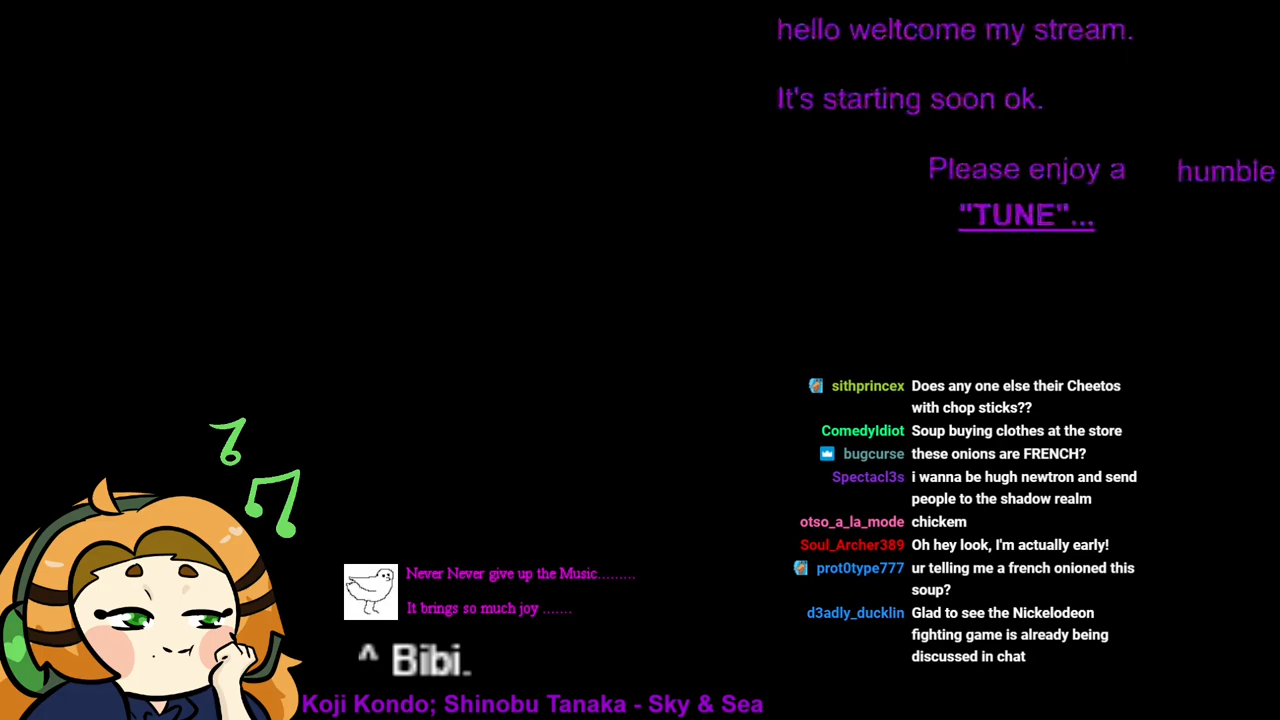 hello weltcome my stream.
It's starting soon ok.
Please enjoy a humble
"TUNE"...
sithprincex Does any one else their Cheetos
with chop sticks??
ComedyIdiot Soup buying clothes at the store
bugcurse these onions are FRENCH?
Spectacl3s i wanna be hugh newtron and send
people to the shadow realm
otso_a_la_mode chickem
Soul_Archer389 Oh hey look, I'm actually early!
prot0type777 ur telling me a french onioned this
soup?
d3adly_ducklin Glad to see the Nickelodeon
fighting game is already being
discussed in chat
Never Never give up the Music.........
It brings so much joy .......
^ Bibi.
Koji Kondo; Shinobu Tanaka - Sky & Sea